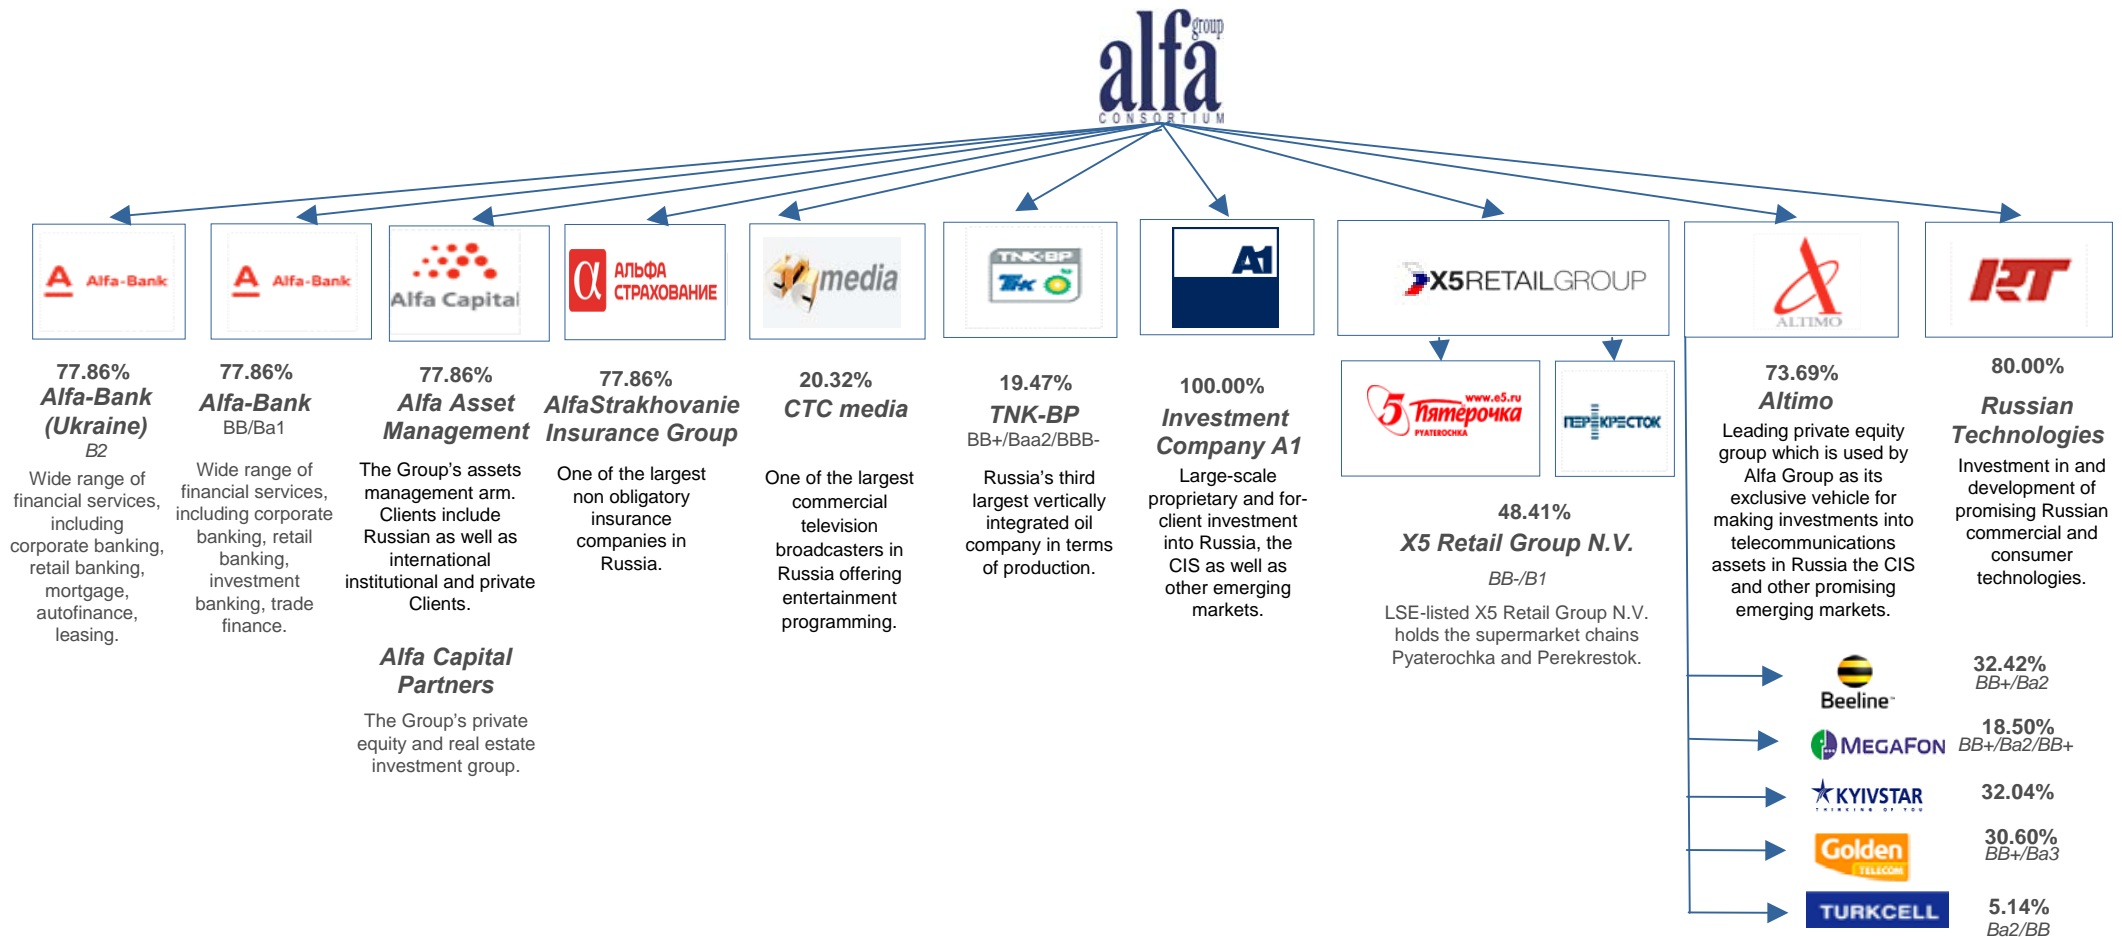 alfa group
CONSORTIUM
A Alfa-Bank
A Alfa-Bank
Alfa Capital
α АЛЬФА
СТРАХОВАНИЕ
media
TNK-BP
ТНК
A1
X5RETAILGROUP
ALTIMO
RT
www.e5.ru
5 Пятёрочка
PYATEROCHKA
ПЕРЕКРЕСТОК
77.86%
Alfa-Bank
(Ukraine)
B2
Wide range of
financial services,
including
corporate banking,
retail banking,
mortgage,
autofinance,
leasing.
77.86%
Alfa-Bank
BB/Ba1
Wide range of
financial services,
including corporate
banking, retail
banking,
investment
banking, trade
finance.
77.86%
Alfa Asset
Management
The Group's assets
management arm.
Clients include
Russian as well as
international
institutional and private
Clients.
Alfa Capital
Partners
The Group's private
equity and real estate
investment group.
77.86%
AlfaStrakhovanie
Insurance Group
One of the largest
non obligatory
insurance
companies in
Russia.
20.32%
CTC media
One of the largest
commercial
television
broadcasters in
Russia offering
entertainment
programming.
19.47%
TNK-BP
BB+/Baa2/BBB-
Russia's third
largest vertically
integrated oil
company in terms
of production.
100.00%
Investment
Company A1
Large-scale
proprietary and for-
client investment
into Russia, the
CIS as well as
other emerging
markets.
48.41%
X5 Retail Group N.V.
BB-/B1
LSE-listed X5 Retail Group N.V.
holds the supermarket chains
Pyaterochka and Perekrestok.
73.69%
Altimo
Leading private equity
group which is used by
Alfa Group as its
exclusive vehicle for
making investments into
telecommunications
assets in Russia the CIS
and other promising
emerging markets.
80.00%
Russian
Technologies
Investment in and
development of
promising Russian
commercial and
consumer
technologies.
Beeline™
32.42%
BB+/Ba2
MEGAFON
18.50%
BB+/Ba2/BB+
KYIVSTAR
THINKING OF YOU
32.04%
Golden
TELECOM
30.60%
BB+/Ba3
TURKCELL
5.14%
Ba2/BB